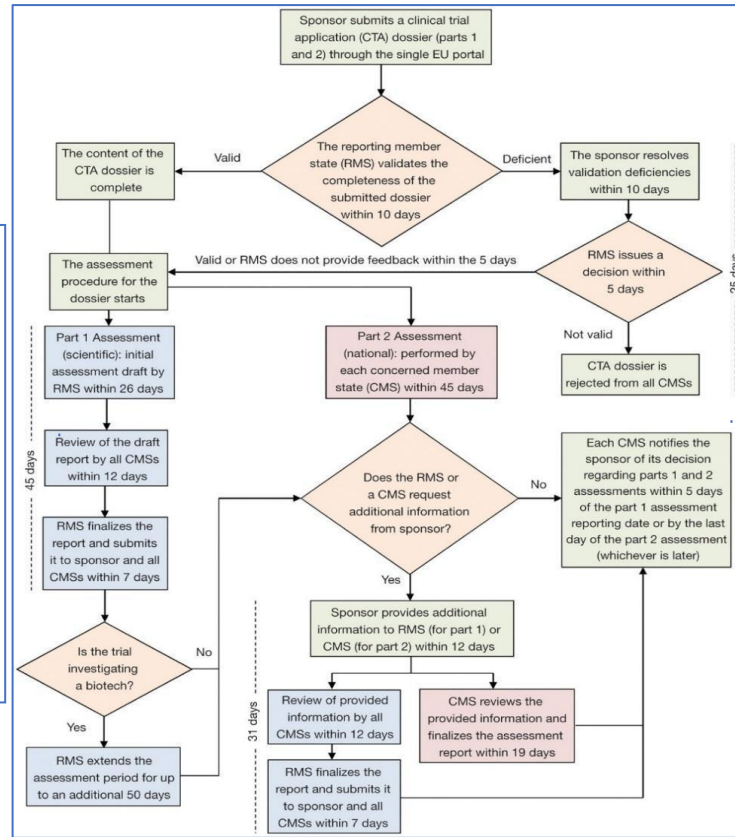 Sponsor submits a clinical trial
application (CTA) dossier (parts 1
and 2) through the single EU portal
The reporting member
state (RMS) validates the
completeness of the
submitted dossier
within 10 days
Valid
Deficient
The content of the
CTA dossier is
complete
The sponsor resolves
validation deficiencies
within 10 days
Valid or RMS does not provide feedback within the 5 days
RMS issues a
decision within
5 days
The assessment
procedure for the
dossier starts
Not valid
CTA dossier is
rejected from all CMSs
Part 1 Assessment
(scientific): initial
assessment draft by
RMS within 26 days
Part 2 Assessment
(national): performed by
each concerned member
state (CMS) within 45 days
45 days
Review of the draft
report by all CMSs
within 12 days
RMS finalizes the
report and submits
it to sponsor and all
CMSs within 7 days
Does the RMS or
a CMS request
additional information
from sponsor?
No
Each CMS notifies the
sponsor of its decision
regarding parts 1 and 2
assessments within 5 days
of the part 1 assessment
reporting date or by the last
day of the part 2 assessment
(whichever is later)
Yes
Is the trial
investigating
a biotech?
No
Yes
RMS extends the
assessment period for up
to an additional 50 days
Sponsor provides additional
information to RMS (for part 1) or
CMS (for part 2) within 12 days
31 days
Review of provided
information by all
CMSs within 12 days
CMS reviews the
provided information and
finalizes the assessment
report within 19 days
RMS finalizes the
report and submits it
to sponsor and all
CMSs within 7 days